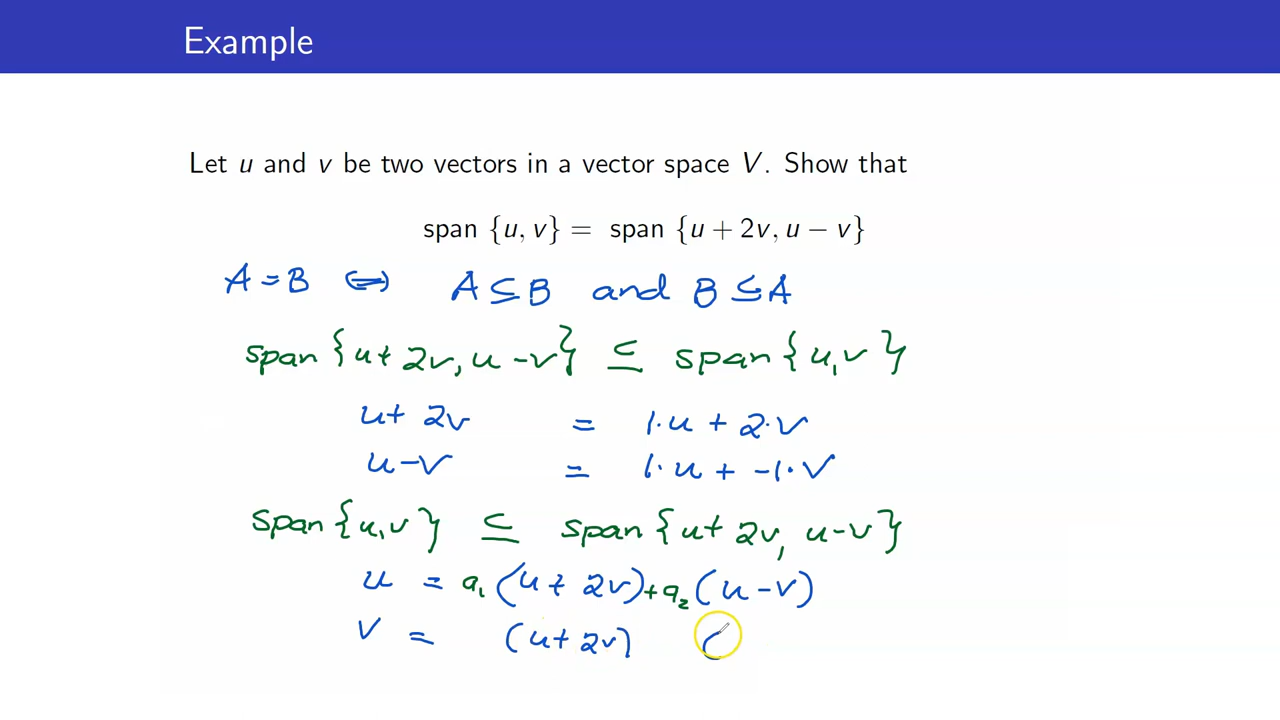 Example
Let u and v be two vectors in a vector space V. Show that
span {u, v} = span {u + 2v, u − v}
A = B ⟺ A ⊆ B and B ⊆ A
span {u + 2v, u − v} ⊆ span {u, v}
u + 2v = 1·u + 2·v
u − v = 1·u + −1·v
span {u, v} ⊆ span {u + 2v, u − v}
u = a₁ (u + 2v) + a₂ (u − v)
v = (u + 2v) (